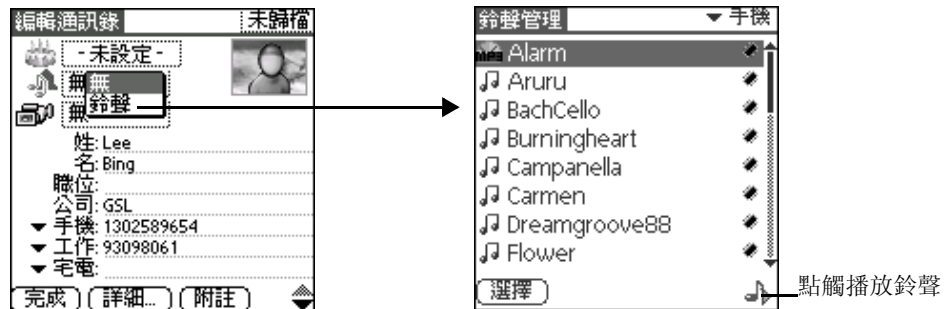 編輯通訊錄 未歸檔
-未設定-
無 無
鈴聲
無
姓: Lee
名: Bing
職位:
公司: GSL
手機: 1302589654
工作: 93098061
宅電:
完成 詳細... 附註
鈴聲管理 手機
Alarm
Aruru
BachCello
Burningheart
Campanella
Carmen
Dreamgroove88
Flower
選擇
點觸播放鈴聲